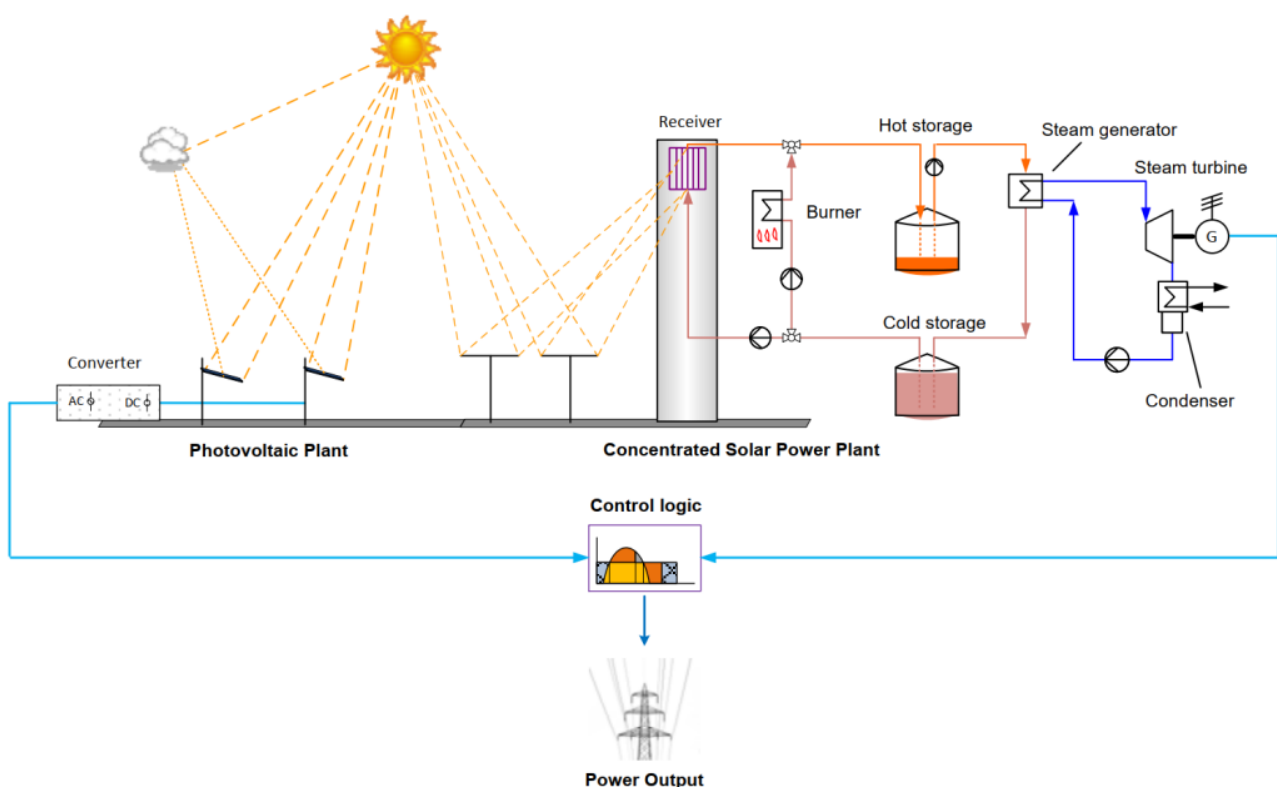 Receiver
Hot storage
Steam generator
Steam turbine
Burner
G
Cold storage
Converter
AC
DC
Condenser
Photovoltaic Plant
Concentrated Solar Power Plant
Control logic
Power Output